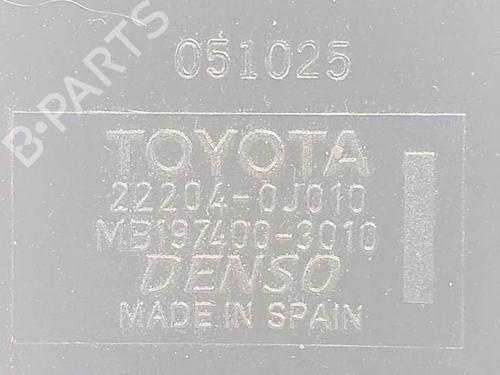 051025
B-PARTS
TOYOTA
22204-0J010
MB197400-3010
DENSO
MADE IN SPAIN